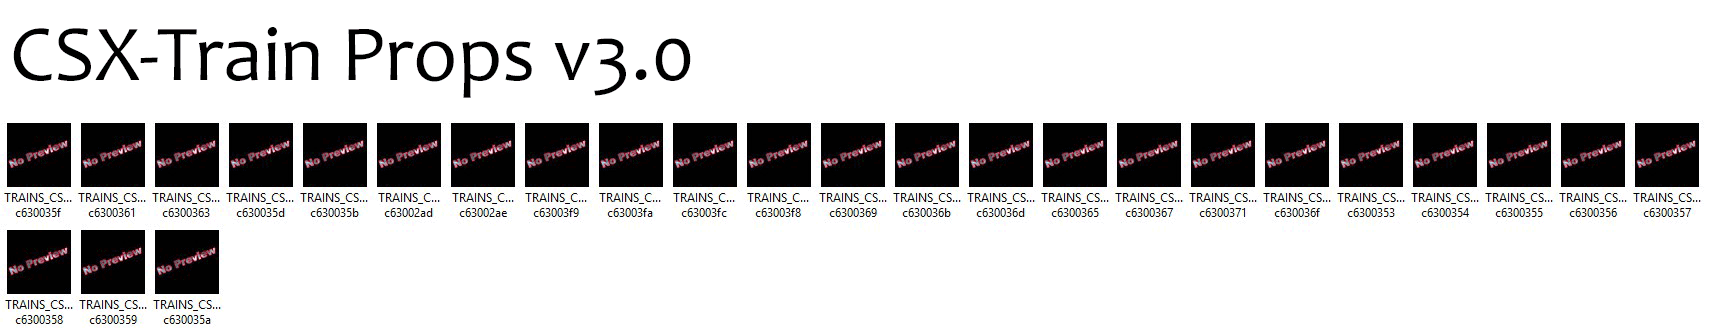 CSX-Train Props v3.0
No Preview No Preview No Preview No Preview No Preview No Preview No Preview No Preview No Preview No Preview No Preview No Preview No Preview No Preview No Preview No Preview No Preview No Preview No Preview No Preview No Preview No Preview No Preview
TRAINS_CS... TRAINS_CS... TRAINS_CS... TRAINS_CS... TRAINS_CS... TRAINS_C... TRAINS_C... TRAINS_C... TRAINS_C... TRAINS_C... TRAINS_C... TRAINS_CS... TRAINS_CS... TRAINS_CS... TRAINS_CS... TRAINS_CS... TRAINS_CS... TRAINS_CS... TRAINS_CS... TRAINS_CS... TRAINS_CS... TRAINS_CS... TRAINS_CS...
c630035f c6300361 c6300363 c630035d c630035b c63002ad c63002ae c63003f9 c63003fa c63003fc c63003f8 c6300369 c630036b c630036d c6300365 c6300367 c6300371 c630036f c6300353 c6300354 c6300355 c6300356 c6300357
No Preview No Preview No Preview
TRAINS_CS... TRAINS_CS... TRAINS_CS...
c6300358 c6300359 c630035a